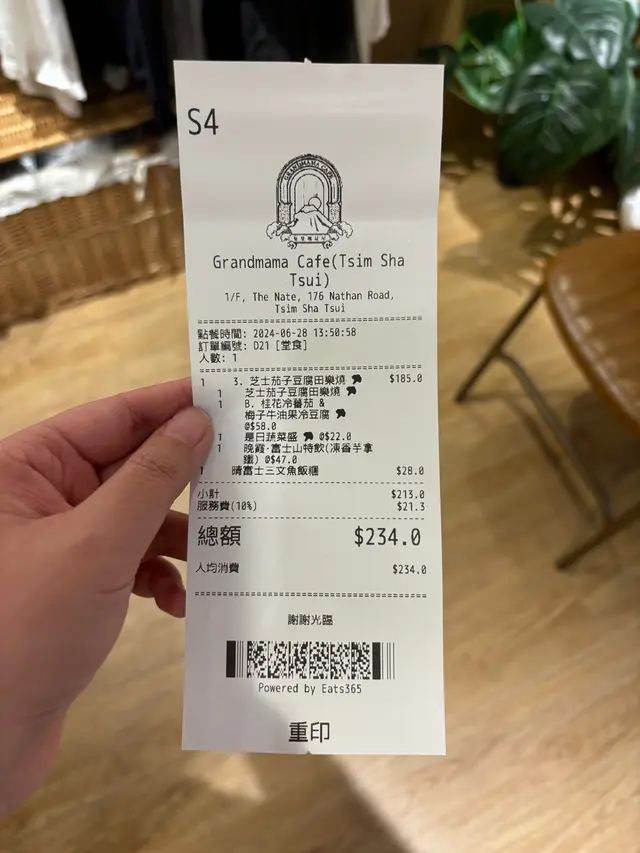 S4
GRANDMAMA CAFE
Grandmama Cafe(Tsim Sha
Tsui)
1/F, The Nate, 176 Nathan Road,
Tsim Sha Tsui
點餐時間: 2024-06-28 13:50:58
訂單編號: D21 [堂食]
人數: 1
1 3. 芝士茄子豆腐田樂燒 $185.0
1 芝士茄子豆腐田樂燒
1 B. 桂花冷蕃茄 &
梅子牛油果冷豆腐
@$58.0
1 是日蔬菜盛 @$22.0
1 晚霞·富士山特飲(凍香芋拿
鐵) @$47.0
1 晴富士三文魚飯糰 $28.0
小計 $213.0
服務費(10%) $21.3
總額 $234.0
人均消費 $234.0
謝謝光臨
Powered by Eats365
重印